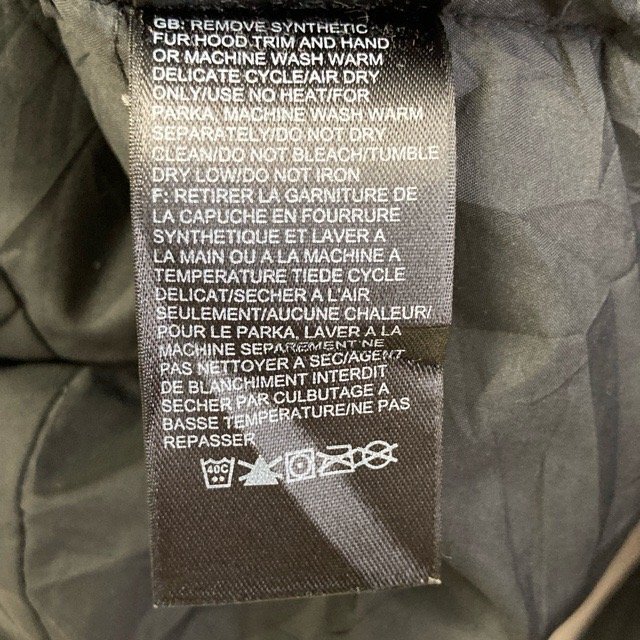 GB: REMOVE SYNTHETIC
FUR HOOD TRIM AND HAND
OR MACHINE WASH WARM
DELICATE CYCLE/AIR DRY
ONLY/USE NO HEAT/FOR
PARKA, MACHINE WASH WARM
SEPARATELY/DO NOT DRY
CLEAN/DO NOT BLEACH/TUMBLE
DRY LOW/DO NOT IRON
F: RETIRER LA GARNITURE DE
LA CAPUCHE EN FOURRURE
SYNTHETIQUE ET LAVER A
LA MAIN OU A LA MACHINE A
TEMPERATURE TIEDE CYCLE
DELICAT/SECHER A L'AIR
SEULEMENT/AUCUNE CHALEUR/
POUR LE PARKA, LAVER A LA
MACHINE SEPAREMENT NE
PAS NETTOYER A SEC/AGENT
DE BLANCHIMENT INTERDIT
SECHER PAR CULBUTAGE A
BASSE TEMPERATURE/NE PAS
REPASSER
40C